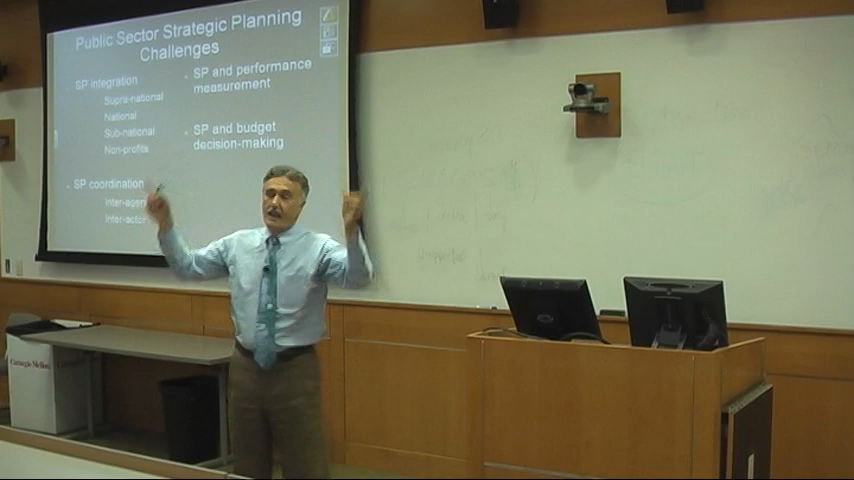 Public Sector Strategic Planning
Challenges
SP integration
Supra-national
National
Sub-national
Non-profits
SP coordination
SP and performance
measurement
SP and budget
decision-making
Carnegie Mellon